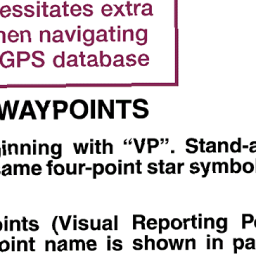 essitates extra
hen navigating
GPS database
WAYPOINTS
inning with “VP”. Stand-a
ame four-point star symbol
ints (Visual Reporting Po
oint name is shown in pa